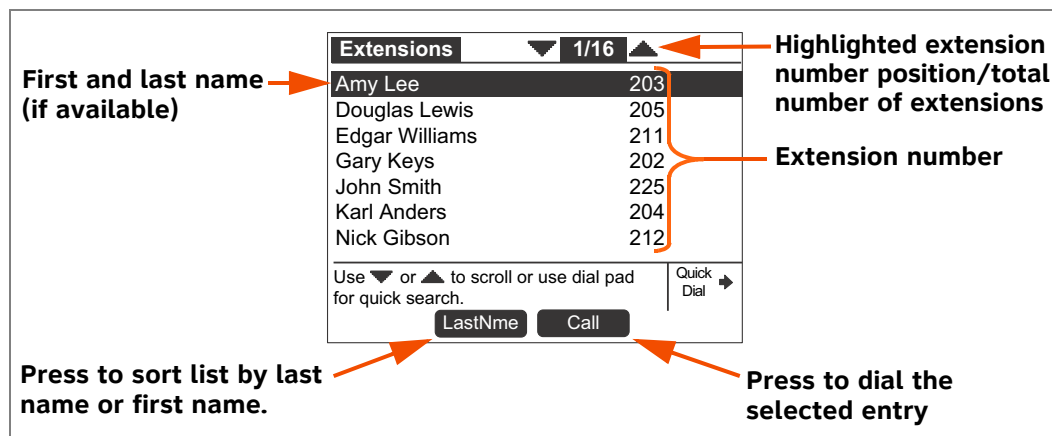 Extensions 1/16
Highlighted extension
number position/total
number of extensions
First and last name
(if available)
Amy Lee 203
Douglas Lewis 205
Edgar Williams 211
Gary Keys 202
John Smith 225
Karl Anders 204
Nick Gibson 212
Extension number
Use ▼ or ▲ to scroll or use dial pad
for quick search.
Quick
Dial
LastNme Call
Press to sort list by last
name or first name.
Press to dial the
selected entry